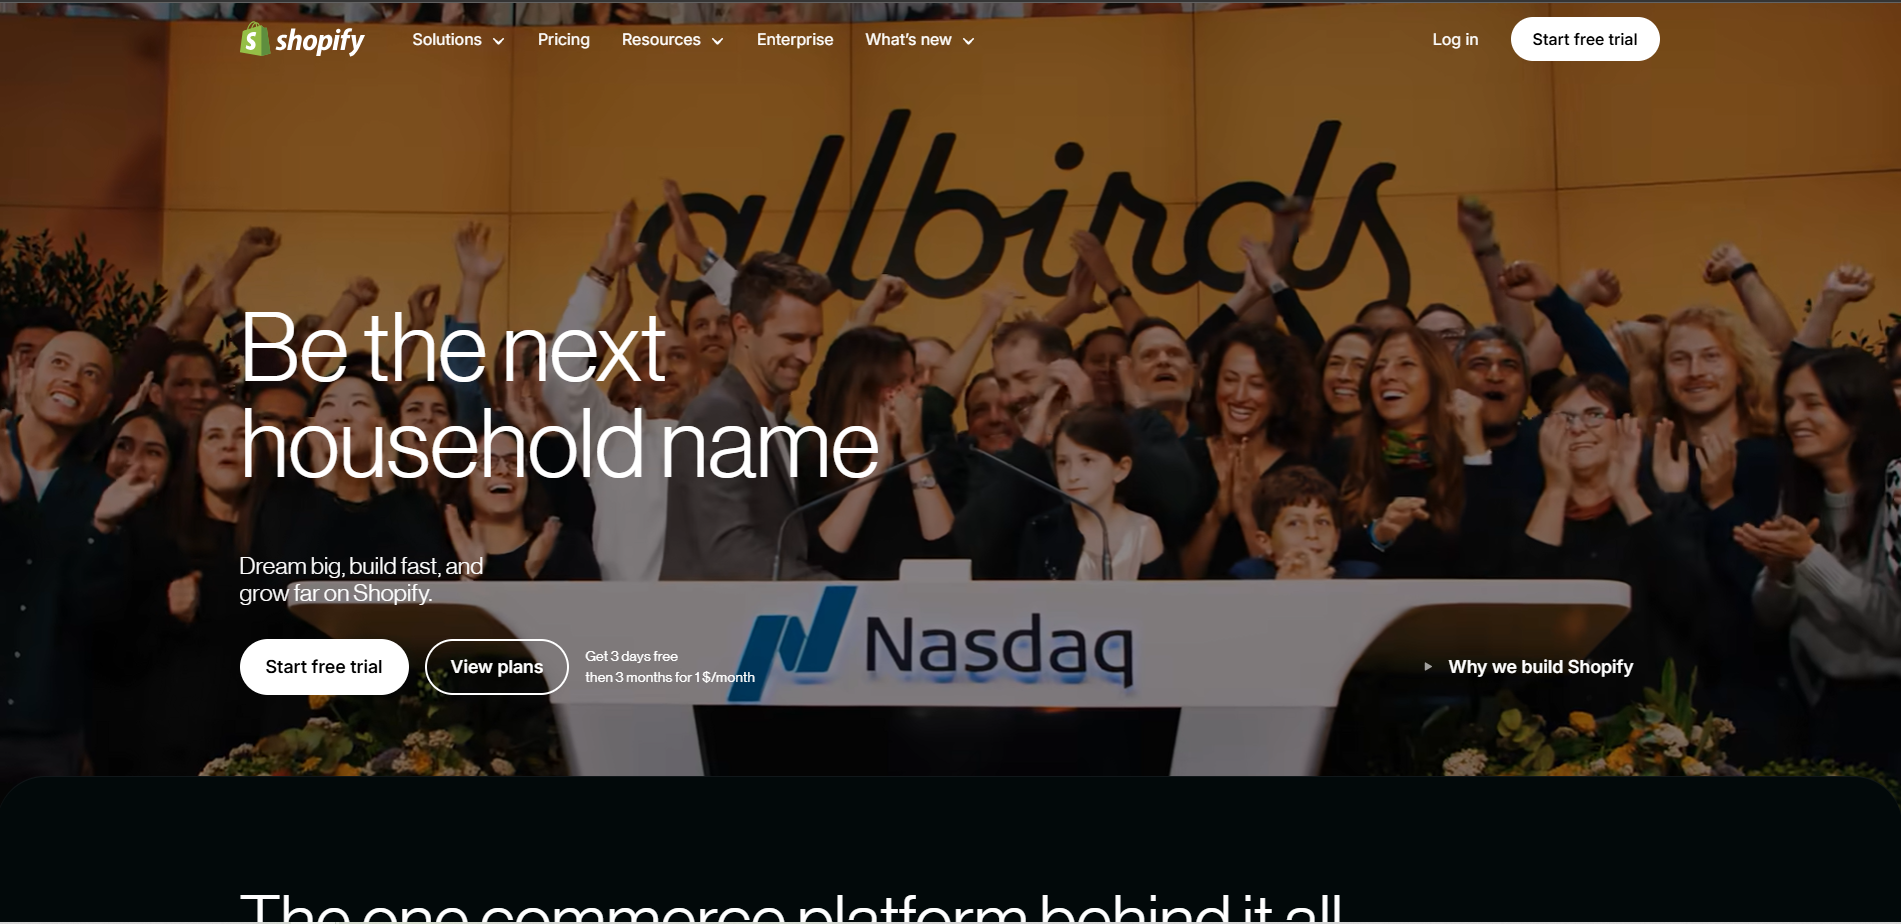 shopify
Solutions
Pricing
Resources
Enterprise
What's new
Log in
Start free trial
allbirds
Be the next
household name
Dream big, build fast, and
grow far on Shopify.
Start free trial
View plans
Get 3 days free
then 3 months for 1 $/month
Nasdaq
Why we build Shopify
The one commerce platform behind it all